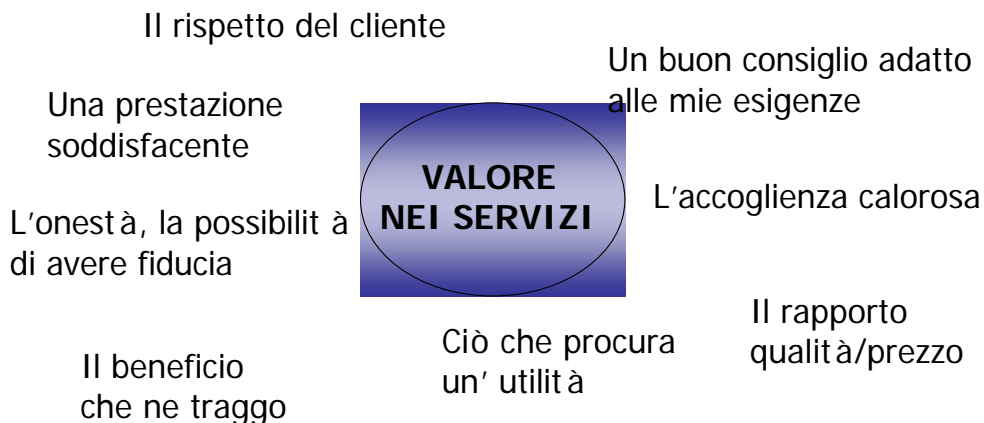 Il rispetto del cliente
Un buon consiglio adatto
alle mie esigenze
Una prestazione
soddisfacente
VALORE
NEI SERVIZI
L'accoglienza calorosa
L'onestà, la possibilità
di avere fiducia
Il rapporto
qualità/prezzo
Ciò che procura
un' utilità
Il beneficio
che ne traggo